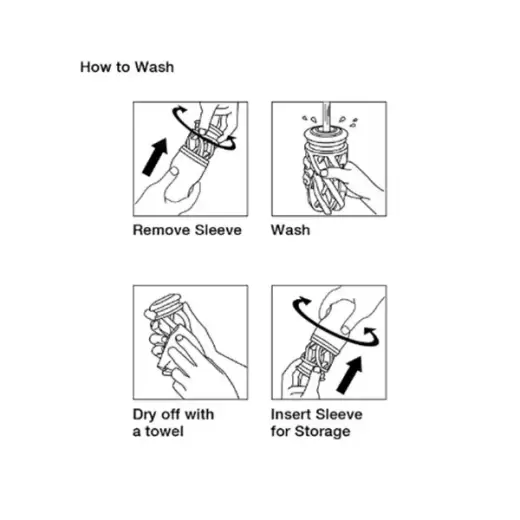 How to Wash
Remove Sleeve
Wash
Dry off with
a towel
Insert Sleeve
for Storage